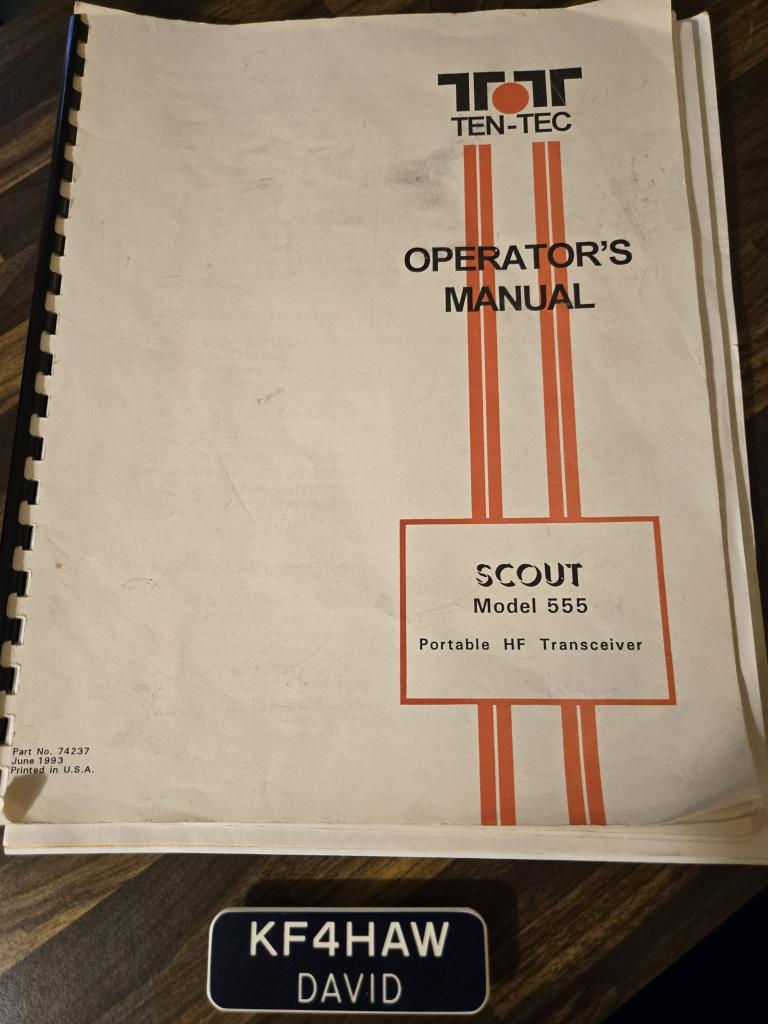 TEN-TEC
OPERATOR'S
MANUAL
SCOUT
Model 555
Portable HF Transceiver
Part No. 74237
June 1993
Printed in U.S.A.
KF4HAW
DAVID